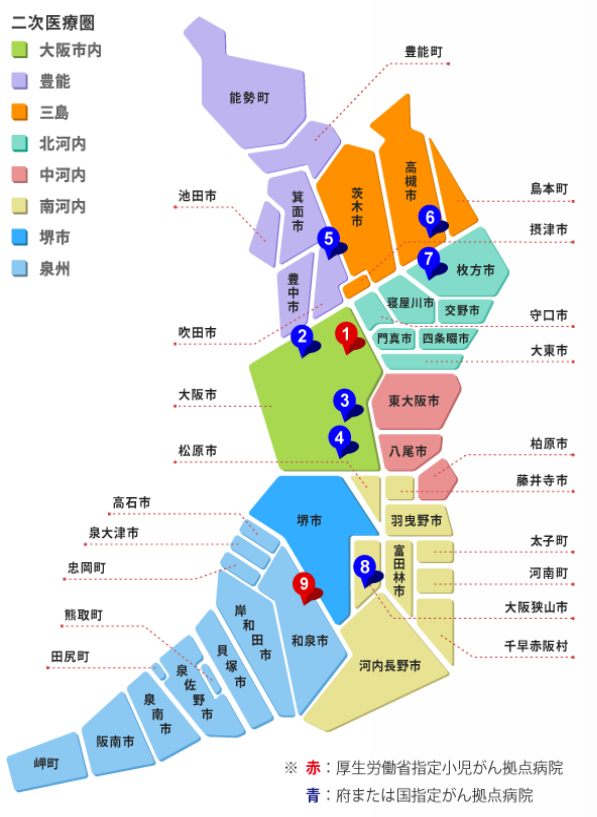 二次医療圏
大阪市内
豊能
三島
北河内
中河内
南河内
堺市
泉州
豊能町
能勢町
池田市
箕面市
茨木市
高槻市
島本町
摂津市
5
6
7
枚方市
豊中市
寝屋川市
交野市
守口市
吹田市
2
1
門真市
四条畷市
大東市
大阪市
3
東大阪市
4
松原市
八尾市
柏原市
藤井寺市
高石市
堺市
羽曳野市
泉大津市
太子町
忠岡町
富田林市
8
河南町
9
熊取町
岸和田市
和泉市
大阪狭山市
貝塚市
千早赤阪村
田尻町
泉佐野市
河内長野市
泉南市
阪南市
岬町
※ 赤：厚生労働省指定小児がん拠点病院
青：府または国指定がん拠点病院